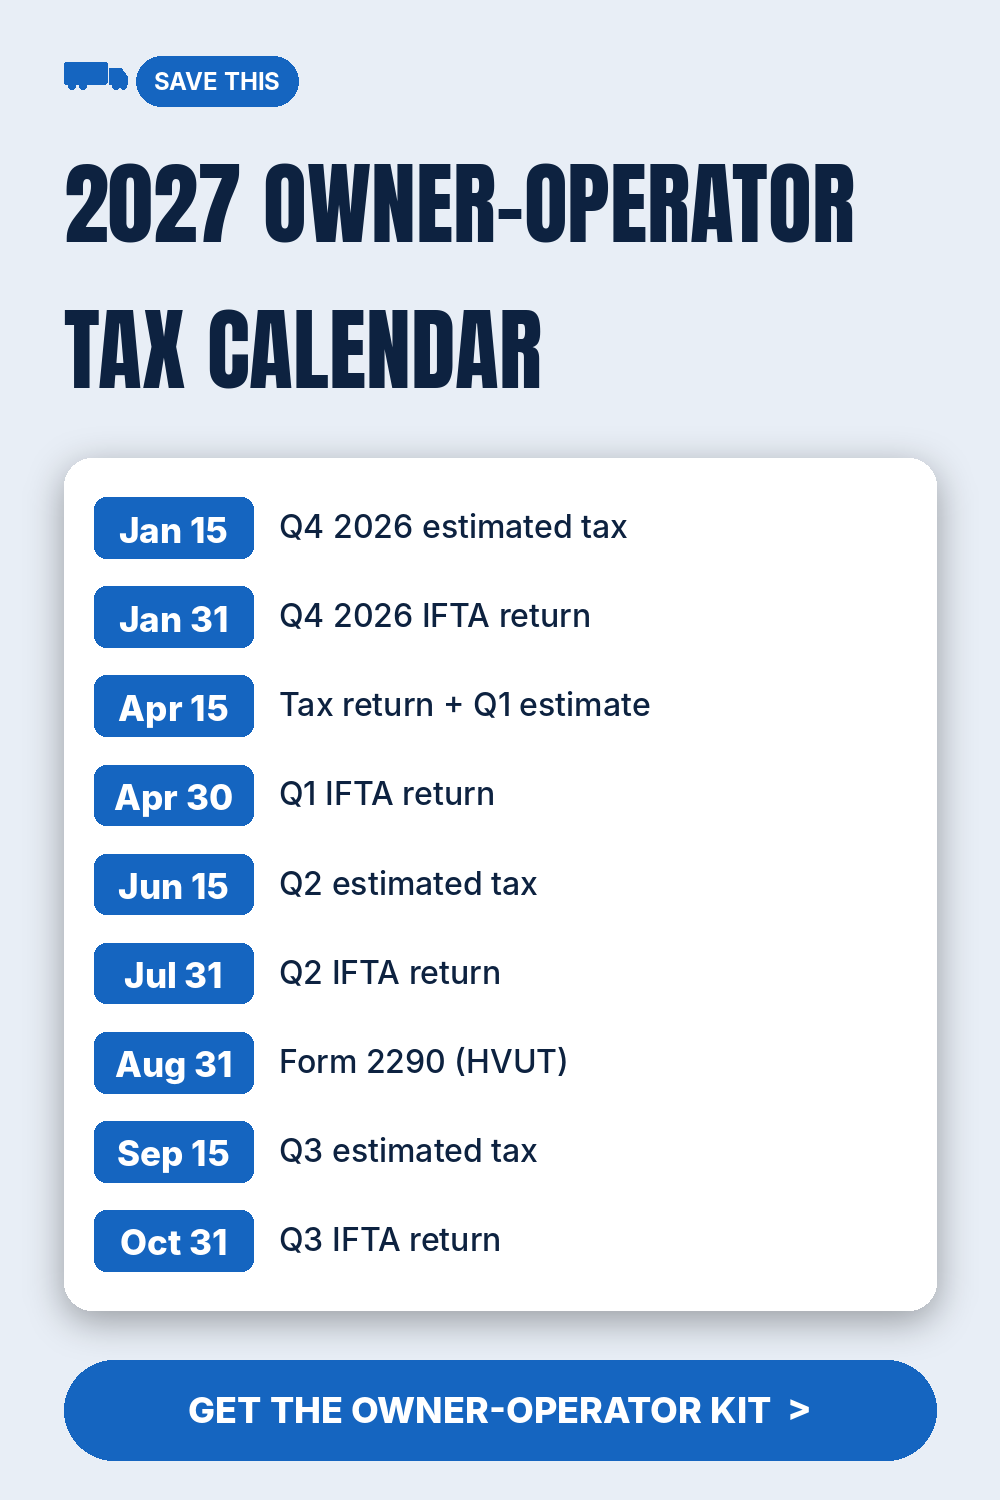 SAVE THIS
2027 OWNER-OPERATOR
TAX CALENDAR
Jan 15 Q4 2026 estimated tax
Jan 31 Q4 2026 IFTA return
Apr 15 Tax return + Q1 estimate
Apr 30 Q1 IFTA return
Jun 15 Q2 estimated tax
Jul 31 Q2 IFTA return
Aug 31 Form 2290 (HVUT)
Sep 15 Q3 estimated tax
Oct 31 Q3 IFTA return
GET THE OWNER-OPERATOR KIT >